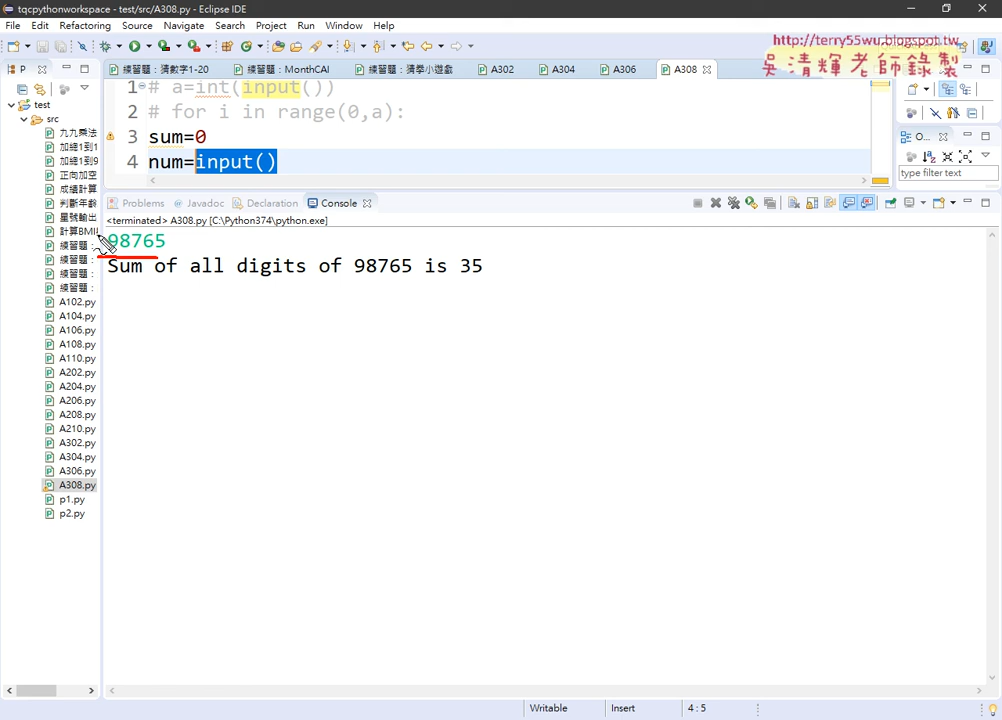 tqcpythonworkspace - test/src/A308.py - Eclipse IDE
File Edit Refactoring Source Navigate Search Project Run Window Help
http://terry55wu.blogspot.tw
吳清輝老師錄製
P
練習題：猜數字1-20 練習題：MonthCAl 練習題：猜拳小遊戲 A302 A304 A306 A308
test
src
九九乘法
加總1到1
加總1到9
正向加空
成績計算
判斷年齡
星號輸出
計算BMI
練習題：
練習題：
練習題：
練習題：
A102.py
A104.py
A106.py
A108.py
A110.py
A202.py
A204.py
A206.py
A208.py
A210.py
A302.py
A304.py
A306.py
A308.py
p1.py
p2.py
1 # a=int(input())
2 # for i in range(0,a):
3 sum=0
4 num=input()
O...
type filter text
Problems Javadoc Declaration Console
<terminated> A308.py [C:\Python374\python.exe]
98765
Sum of all digits of 98765 is 35
Writable Insert 4 : 5